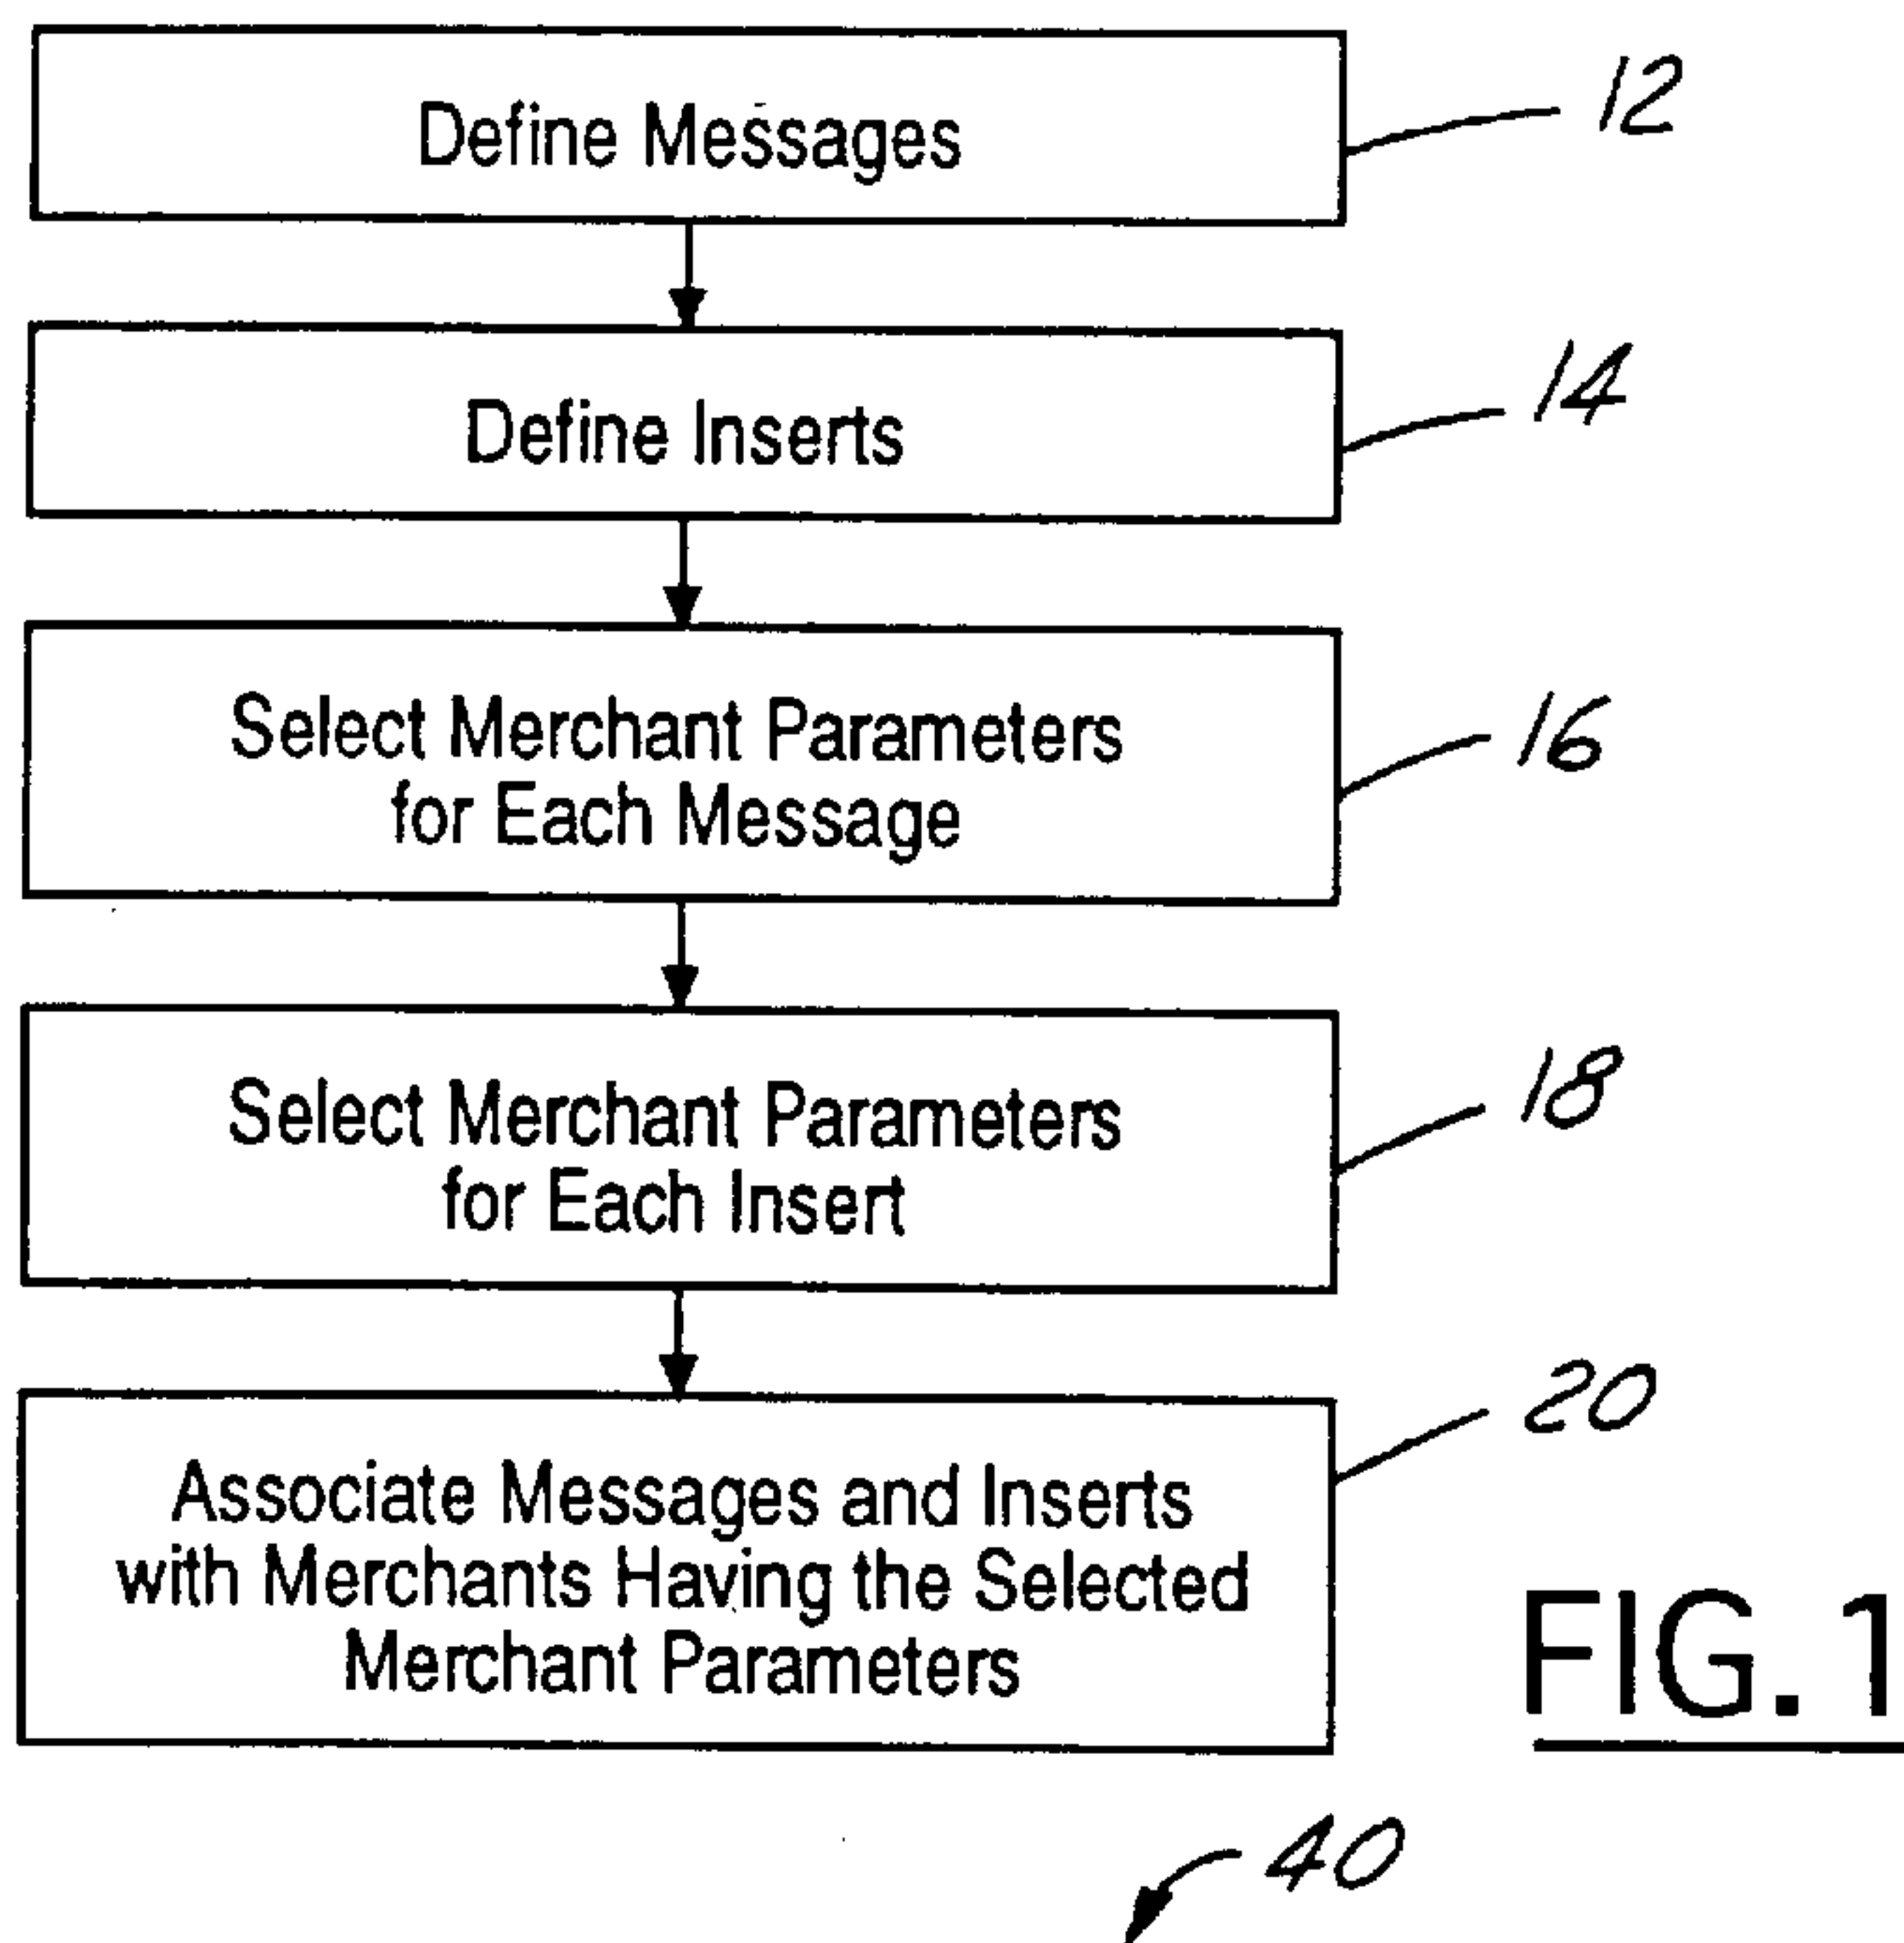 Define Messages
12
Define Inserts
14
Select Merchant Parameters
for Each Message
16
Select Merchant Parameters
for Each Insert
18
Associate Messages and Inserts
with Merchants Having the Selected
Merchant Parameters
20
FIG. 1
40